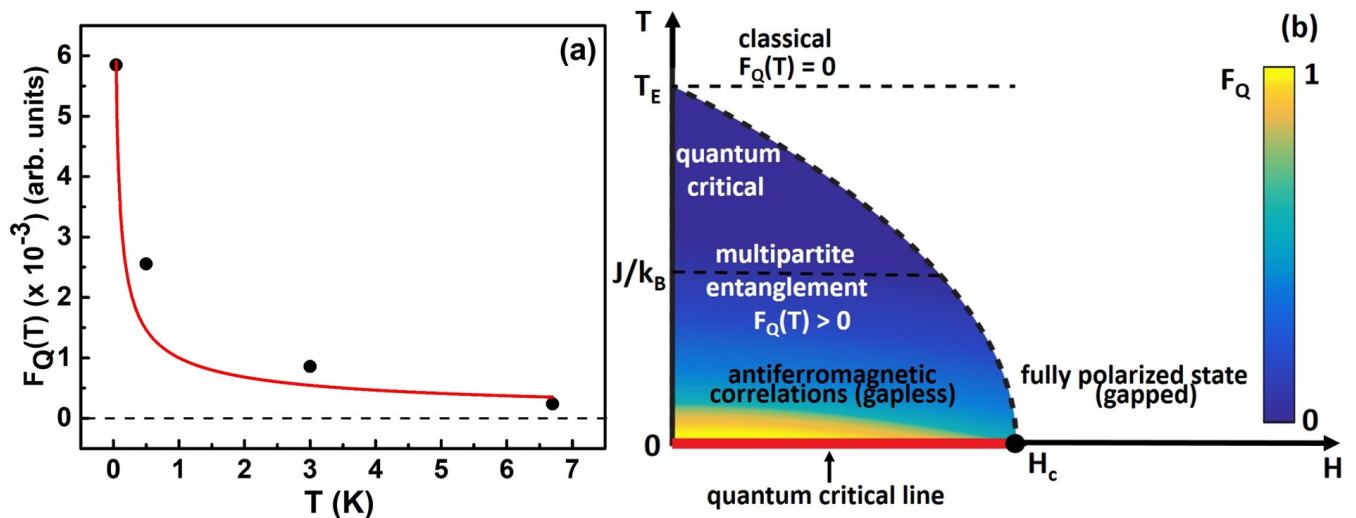 (a)
F_Q(T) (x 10^-3) (arb. units)
6
5
4
3
2
1
0
0 1 2 3 4 5 6 7
T (K)
(b)
T
classical
F_Q(T) = 0
T_E
quantum
critical
J/k_B
multipartite
entanglement
F_Q(T) > 0
antiferromagnetic
correlations (gapless)
fully polarized state
(gapped)
0
H_c
H
quantum critical line
F_Q
1
0